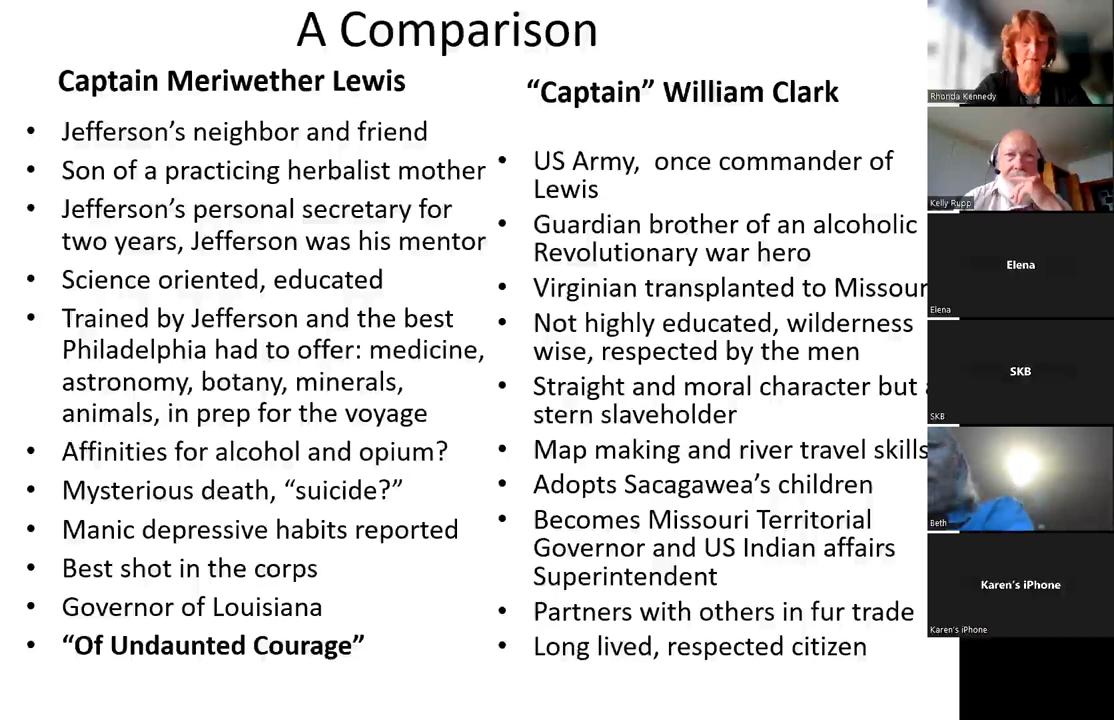 A Comparison
Captain Meriwether Lewis
• Jefferson’s neighbor and friend
• Son of a practicing herbalist mother
• Jefferson’s personal secretary for
two years, Jefferson was his mentor
• Science oriented, educated
• Trained by Jefferson and the best
Philadelphia had to offer: medicine,
astronomy, botany, minerals,
animals, in prep for the voyage
• Affinities for alcohol and opium?
• Mysterious death, “suicide?”
• Manic depressive habits reported
• Best shot in the corps
• Governor of Louisiana
• “Of Undaunted Courage”
“Captain” William Clark
• US Army, once commander of
Lewis
• Guardian brother of an alcoholic
Revolutionary war hero
• Virginian transplanted to Missour
• Not highly educated, wilderness
wise, respected by the men
• Straight and moral character but a
stern slaveholder
• Map making and river travel skills
• Adopts Sacagawea’s children
• Becomes Missouri Territorial
Governor and US Indian affairs
Superintendent
• Partners with others in fur trade
• Long lived, respected citizen
Rhonda Kennedy
Kelly Rupp
Elena
Elena
SKB
SKB
Beth
Karen’s iPhone
Karen’s iPhone